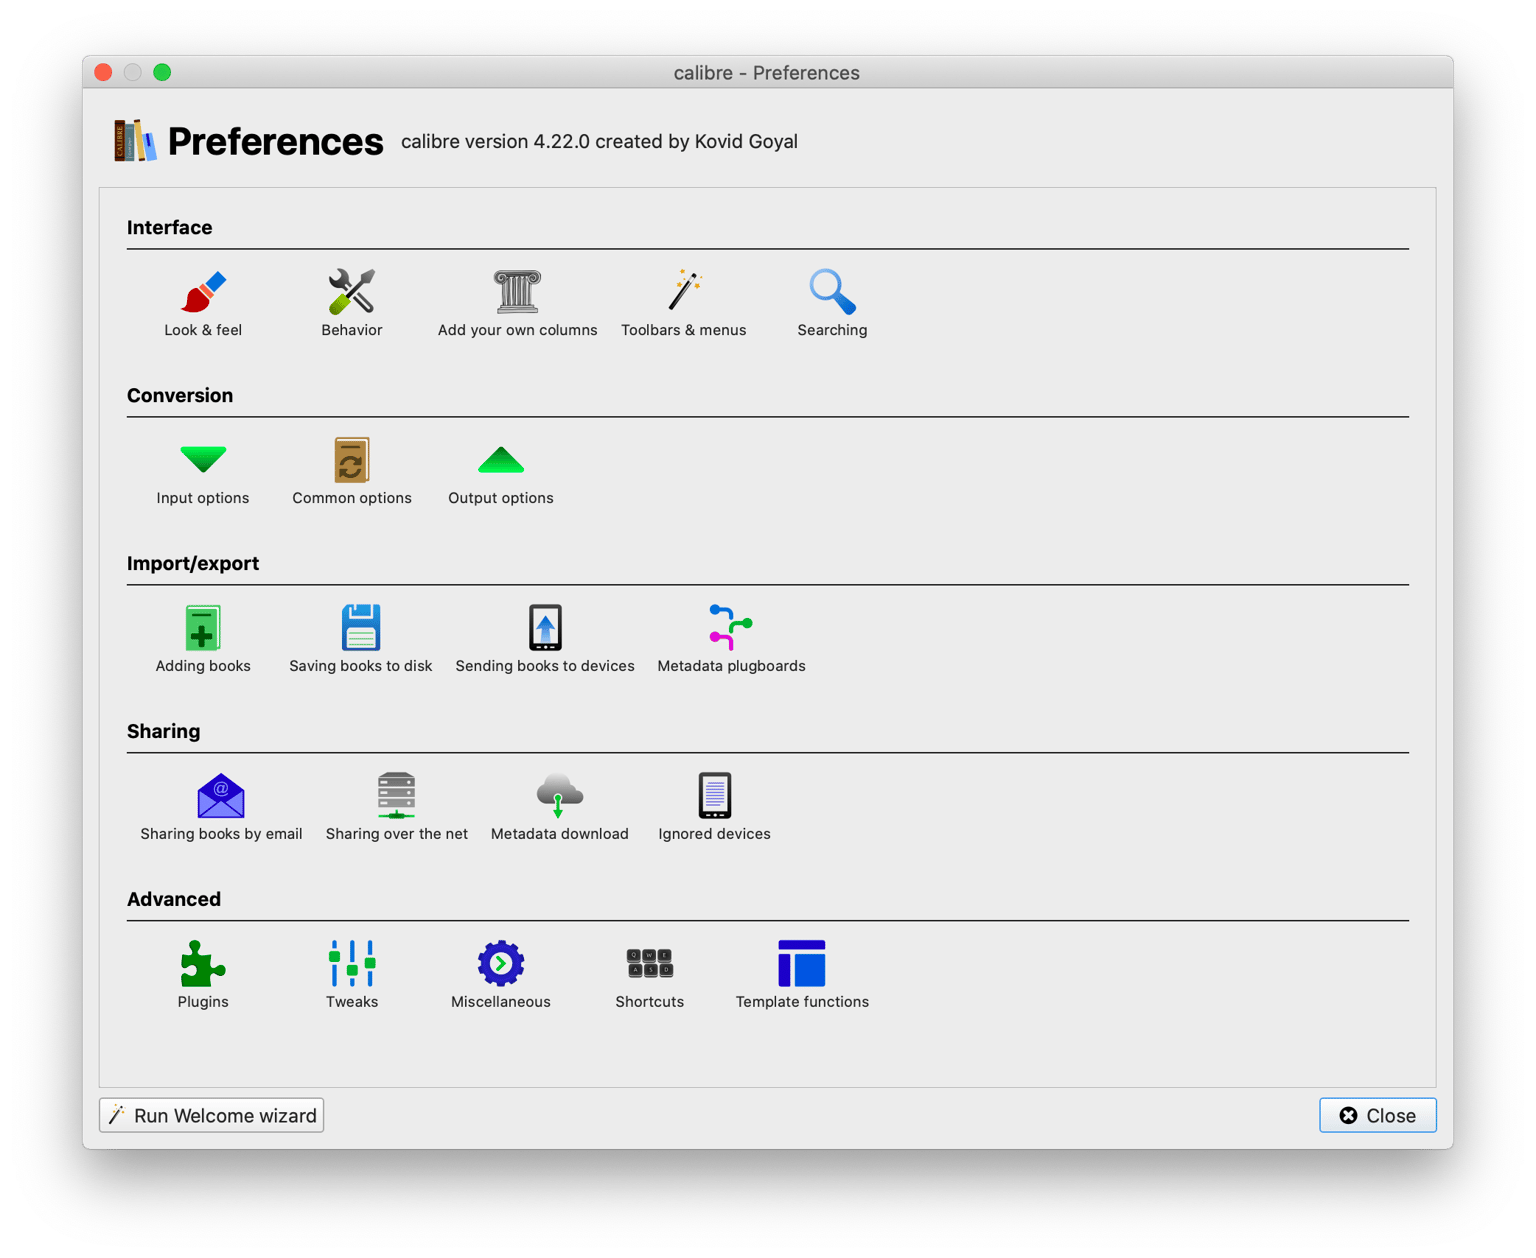 calibre - Preferences
Preferences calibre version 4.22.0 created by Kovid Goyal
CALIBRE
Interface
Look & feel Behavior Add your own columns Toolbars & menus Searching
Conversion
Input options Common options Output options
Import/export
Adding books Saving books to disk Sending books to devices Metadata plugboards
Sharing
@
Sharing books by email Sharing over the net Metadata download Ignored devices
Advanced
Q W E
A S D
Plugins Tweaks Miscellaneous Shortcuts Template functions
Run Welcome wizard Close